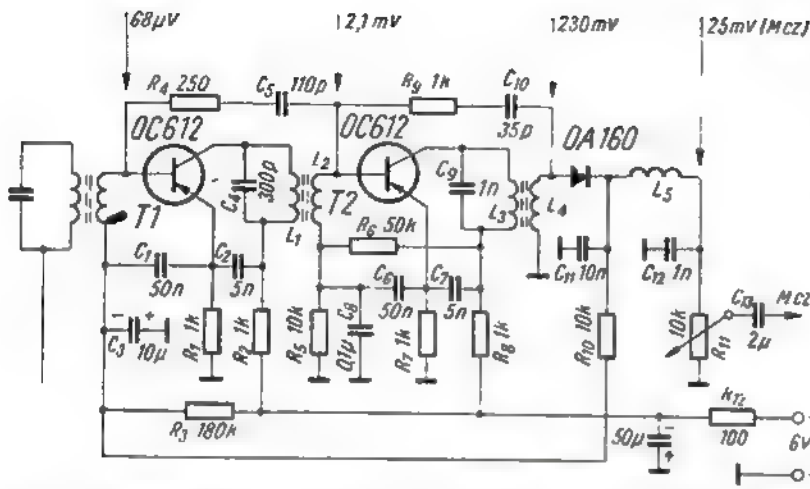 68μV
2,1mV
230mV
25mV (Mcz)
R4 250
C5 110p
R9 1k
C10 35p
OC612
OC612
OA160
C4 300p
L2
C9 1n
L3
L4
L5
T1
T2
L1
R6 50k
C1 50n
C2 5n
C6 50n
C7 5n
C11 10n
C12 1n
C8 0,1μ
C3 10μ
- +
R1 1k
R2 1k
R5 10k
R7 1k
R8 1k
R10 10k
R11 10k
C13 2μ
Mcz
R3 180k
50μ
-
+
R12 100
6V